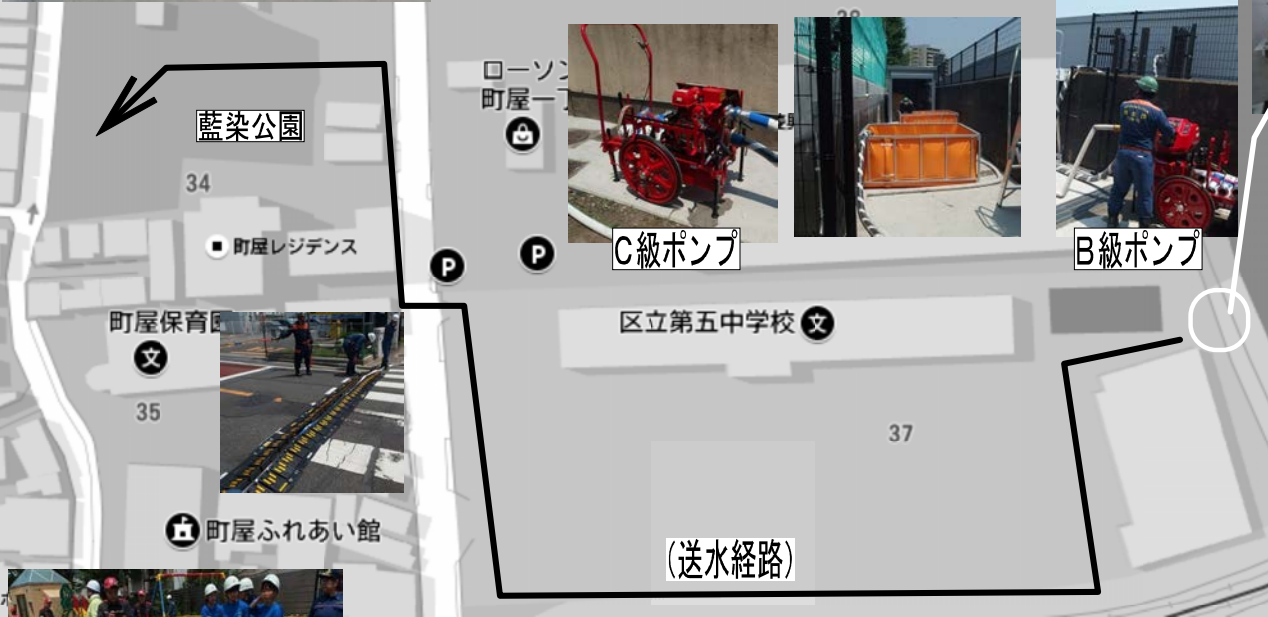 ローソン
町屋一丁
藍染公園
34
町屋レジデンス
P
P
C級ポンプ
B級ポンプ
区立第五中学校
文
町屋保育園
文
35
37
町屋ふれあい館
(送水経路)